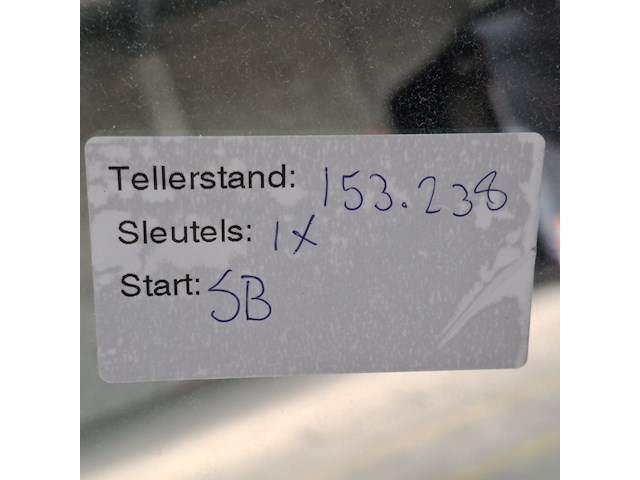 Tellerstand: 153.238
Sleutels: 1X
Start: SB